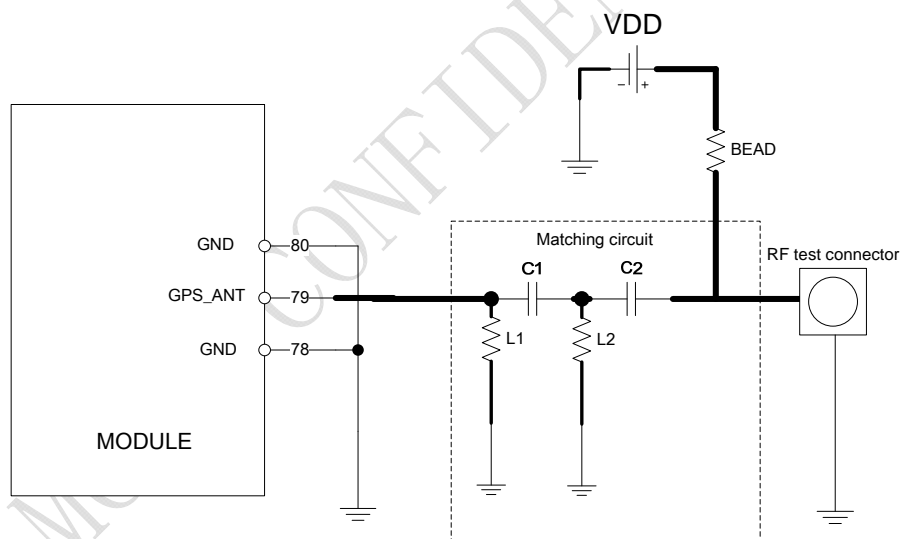 VDD
- +
BEAD
Matching circuit
RF test connector
C1
C2
GND
80
GPS_ANT
79
GND
78
L1
L2
MODULE